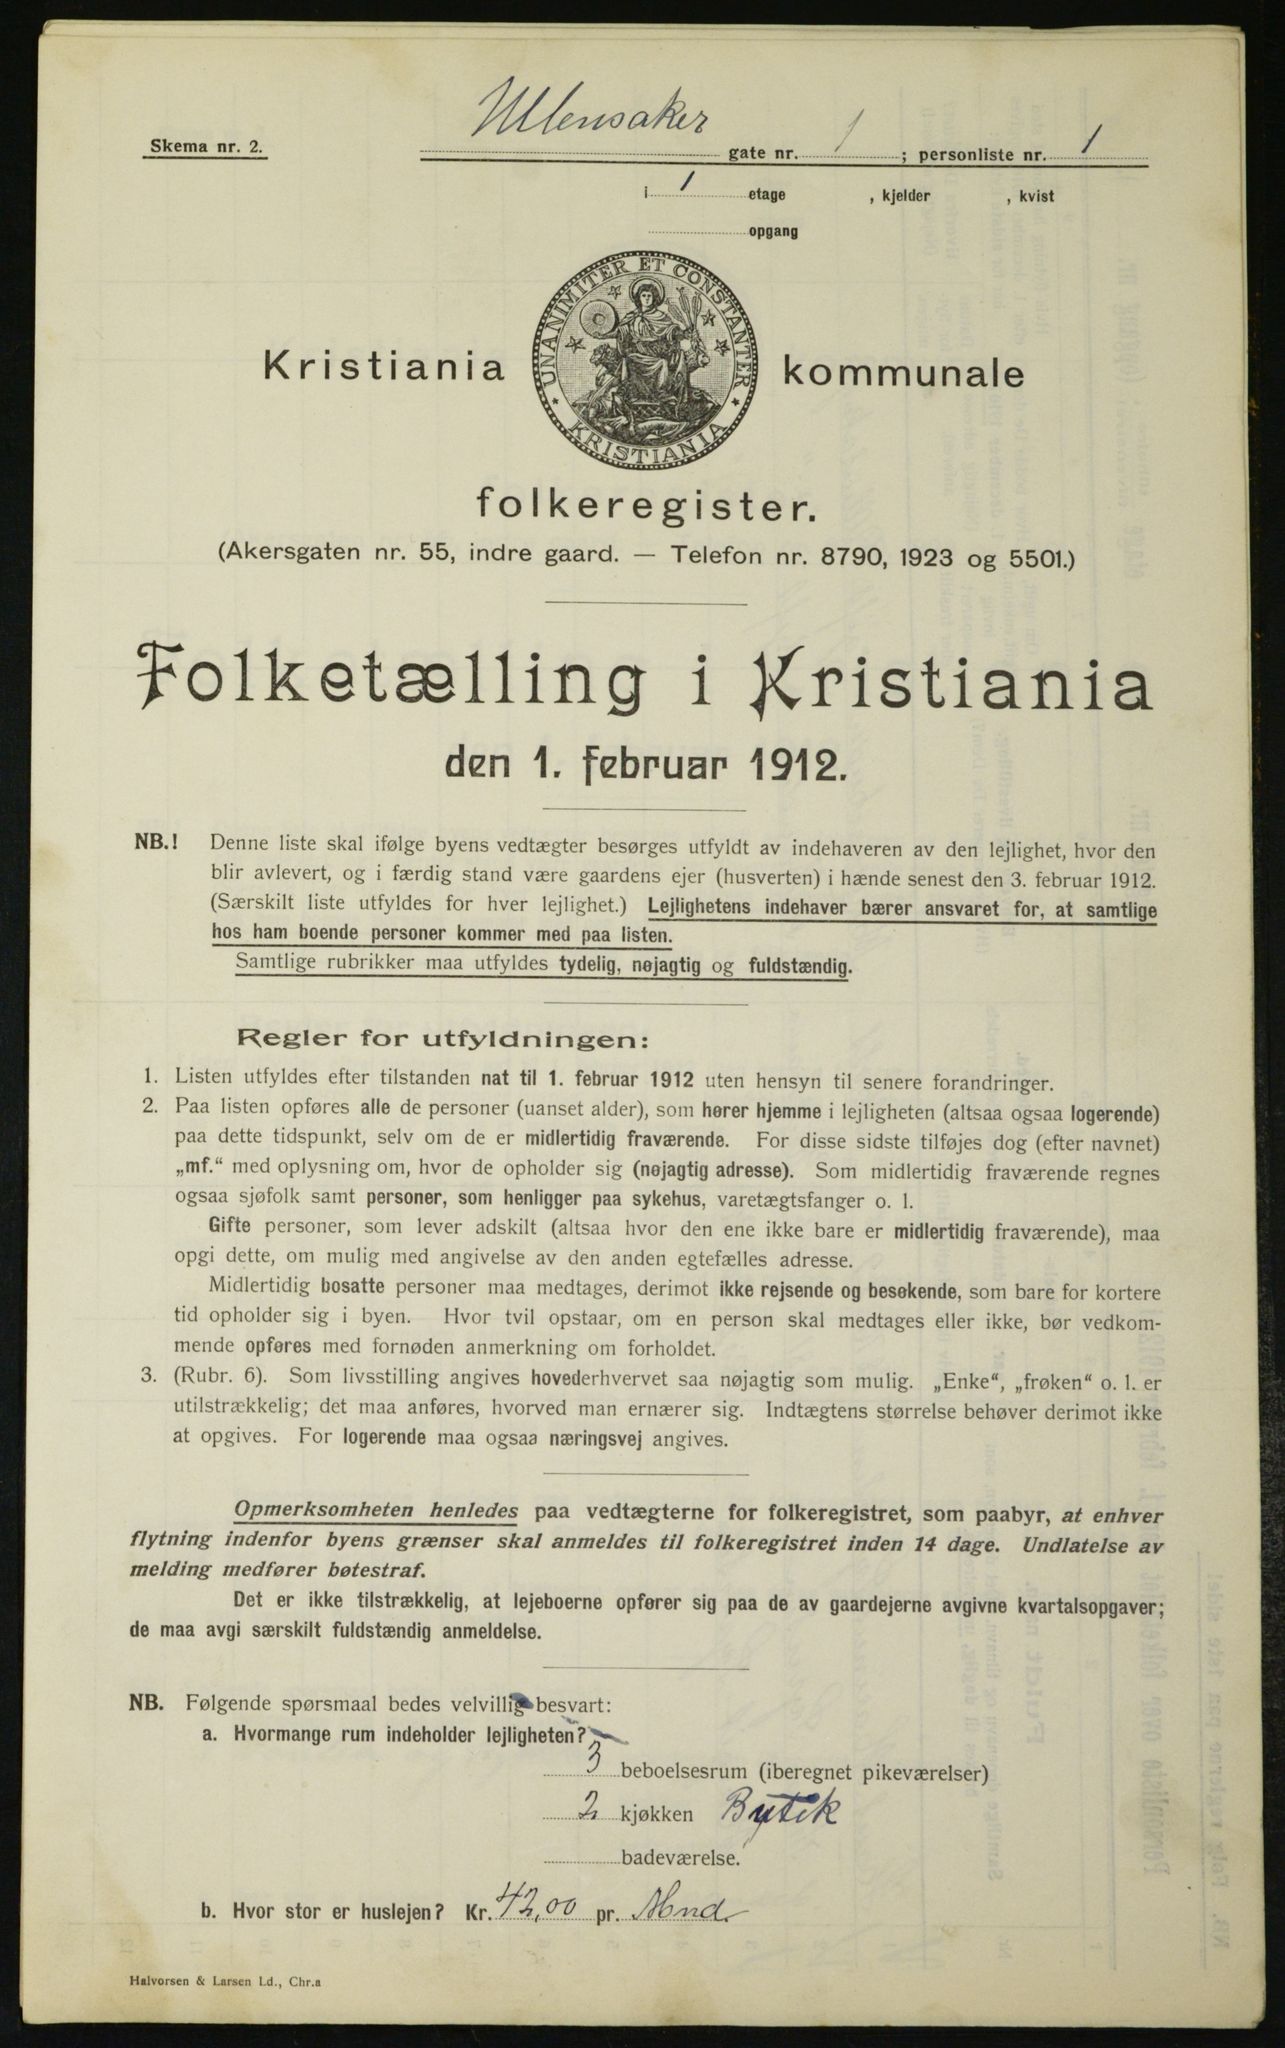 Ullensaker
Skema nr. 2. gate nr. 1 ; personliste nr. 1
i 1 etage , kjelder , kvist
opgang
UNANIMITER ET CONSTANTER
KRISTIANIA
Kristiania kommunale
folkeregister.
(Akersgaten nr. 55, indre gaard. — Telefon nr. 8790, 1923 og 5501.)
Folketælling i Kristiania
den 1. februar 1912.
NB.! Denne liste skal ifølge byens vedtægter besørges utfyldt av indehaveren av den lejlighet, hvor den
blir avlevert, og i færdig stand være gaardens ejer (husverten) i hænde senest den 3. februar 1912.
(Særskilt liste utfyldes for hver lejlighet.) Lejlighetens indehaver bærer ansvaret for, at samtlige
hos ham boende personer kommer med paa listen.
Samtlige rubrikker maa utfyldes tydelig, nøjagtig og fuldstændig.
Regler for utfyldningen:
1. Listen utfyldes efter tilstanden nat til 1. februar 1912 uten hensyn til senere forandringer.
2. Paa listen opføres alle de personer (uanset alder), som hører hjemme i lejligheten (altsaa ogsaa logerende)
paa dette tidspunkt, selv om de er midlertidig fraværende. For disse sidste tilføjes dog (efter navnet)
„mf.“ med oplysning om, hvor de opholder sig (nøjagtig adresse). Som midlertidig fraværende regnes
ogsaa sjøfolk samt personer, som henligger paa sykehus, varetægtsfanger o. l.
Gifte personer, som lever adskilt (altsaa hvor den ene ikke bare er midlertidig fraværende), maa
opgi dette, om mulig med angivelse av den anden egtefælles adresse.
Midlertidig bosatte personer maa medtages, derimot ikke rejsende og besøkende, som bare for kortere
tid opholder sig i byen. Hvor tvil opstaar, om en person skal medtages eller ikke, bør vedkom-
mende opføres med fornøden anmerkning om forholdet.
3. (Rubr. 6). Som livsstilling angives hovederhvervet saa nøjagtig som mulig. „Enke“, „frøken“ o. l. er
utilstrækkelig; det maa anføres, hvorved man ernærer sig. Indtægtens størrelse behøver derimot ikke
at opgives. For logerende maa ogsaa næringsvej angives.
Opmerksomheten henledes paa vedtægterne for folkeregistret, som paabyr, at enhver
flytning indenfor byens grænser skal anmeldes til folkeregistret inden 14 dage. Undlatelse av
melding medfører bøtestraf.
Det er ikke tilstrækkelig, at lejeboerne opfører sig paa de av gaardejerne avgivne kvartalsopgaver;
de maa avgi særskilt fuldstændig anmeldelse.
NB. Følgende spørsmaal bedes velvillig besvart:
a. Hvormange rum indeholder lejligheten?
3 beboelsesrum (iberegnet pikeværelser)
2 kjøkken Butik
badeværelse.
b. Hvor stor er huslejen? Kr. 42,00 pr. Mnd.
Halvorsen & Larsen Ld., Chr.a